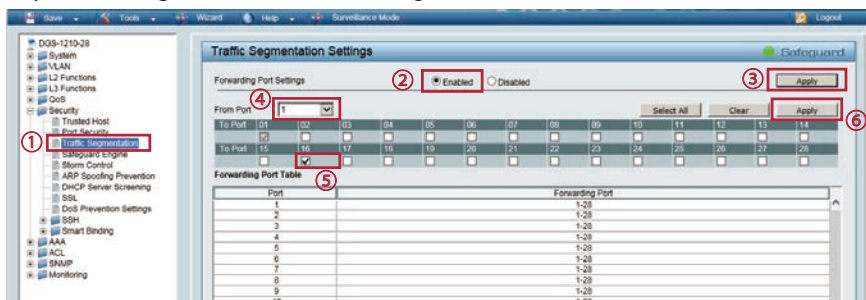 Save Tools Wizard Help Surveillance Mode Logout
DGS-1210-28
System
VLAN
L2 Functions
L3 Functions
QoS
Security
Trusted Host
Port Security
① Traffic Segmentation
Safeguard Engine
Storm Control
ARP Spoofing Prevention
DHCP Server Screening
SSL
DoS Prevention Settings
SSH
Smart Binding
AAA
ACL
SNMP
Monitoring
Traffic Segmentation Settings Safeguard
Forwarding Port Settings ② Enabled Disabled ③ Apply
④
From Port 1 Select All Clear Apply ⑥
To Port 01 02 03 04 05 06 07 08 09 10 11 12 13 14
To Port 15 16 17 18 19 20 21 22 23 24 25 26 27 28
⑤
Forwarding Port Table
Port Forwarding Port
1 1-28
2 1-28
3 1-28
4 1-28
5 1-28
6 1-28
7 1-28
8 1-28
9 1-28